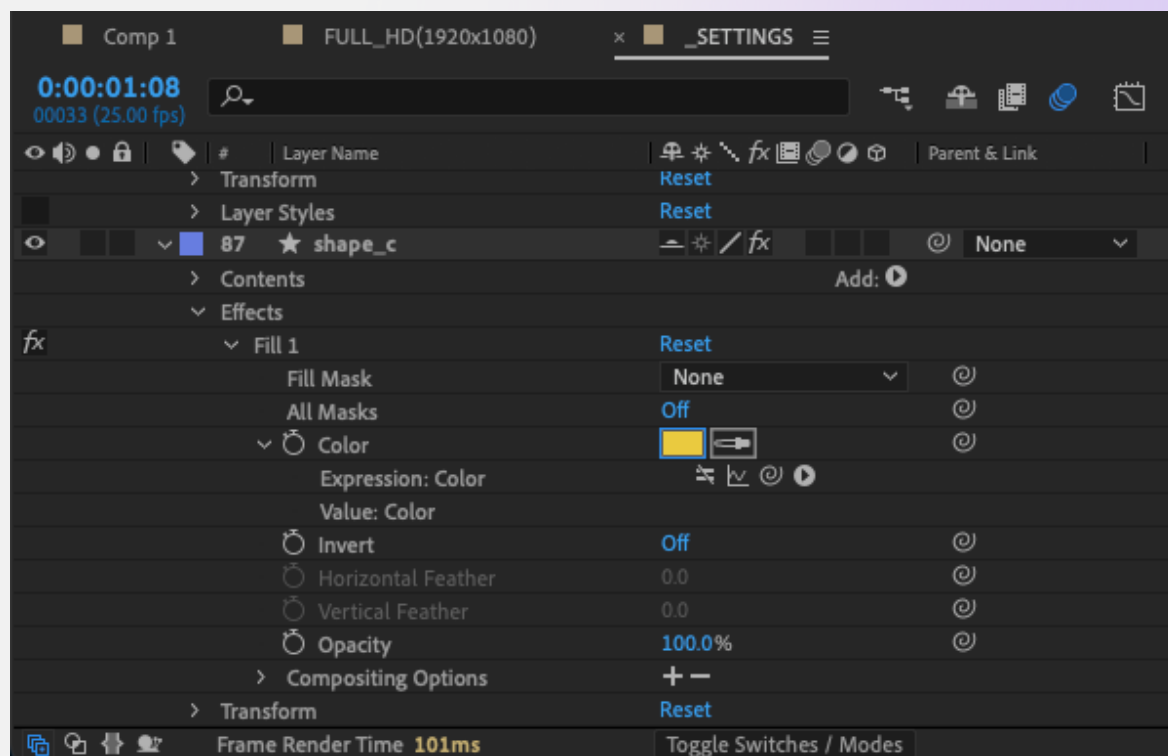 Comp 1 FULL_HD(1920x1080) × _SETTINGS
0:00:01:08
00033 (25.00 fps)
# Layer Name fx Parent & Link
Transform Reset
Layer Styles Reset
87 shape_c fx None
Contents Add:
Effects
fx Fill 1 Reset
Fill Mask None
All Masks Off
Color
Expression: Color
Value: Color
Invert Off
Horizontal Feather 0.0
Vertical Feather 0.0
Opacity 100.0%
Compositing Options + −
Transform Reset
Frame Render Time 101ms Toggle Switches / Modes